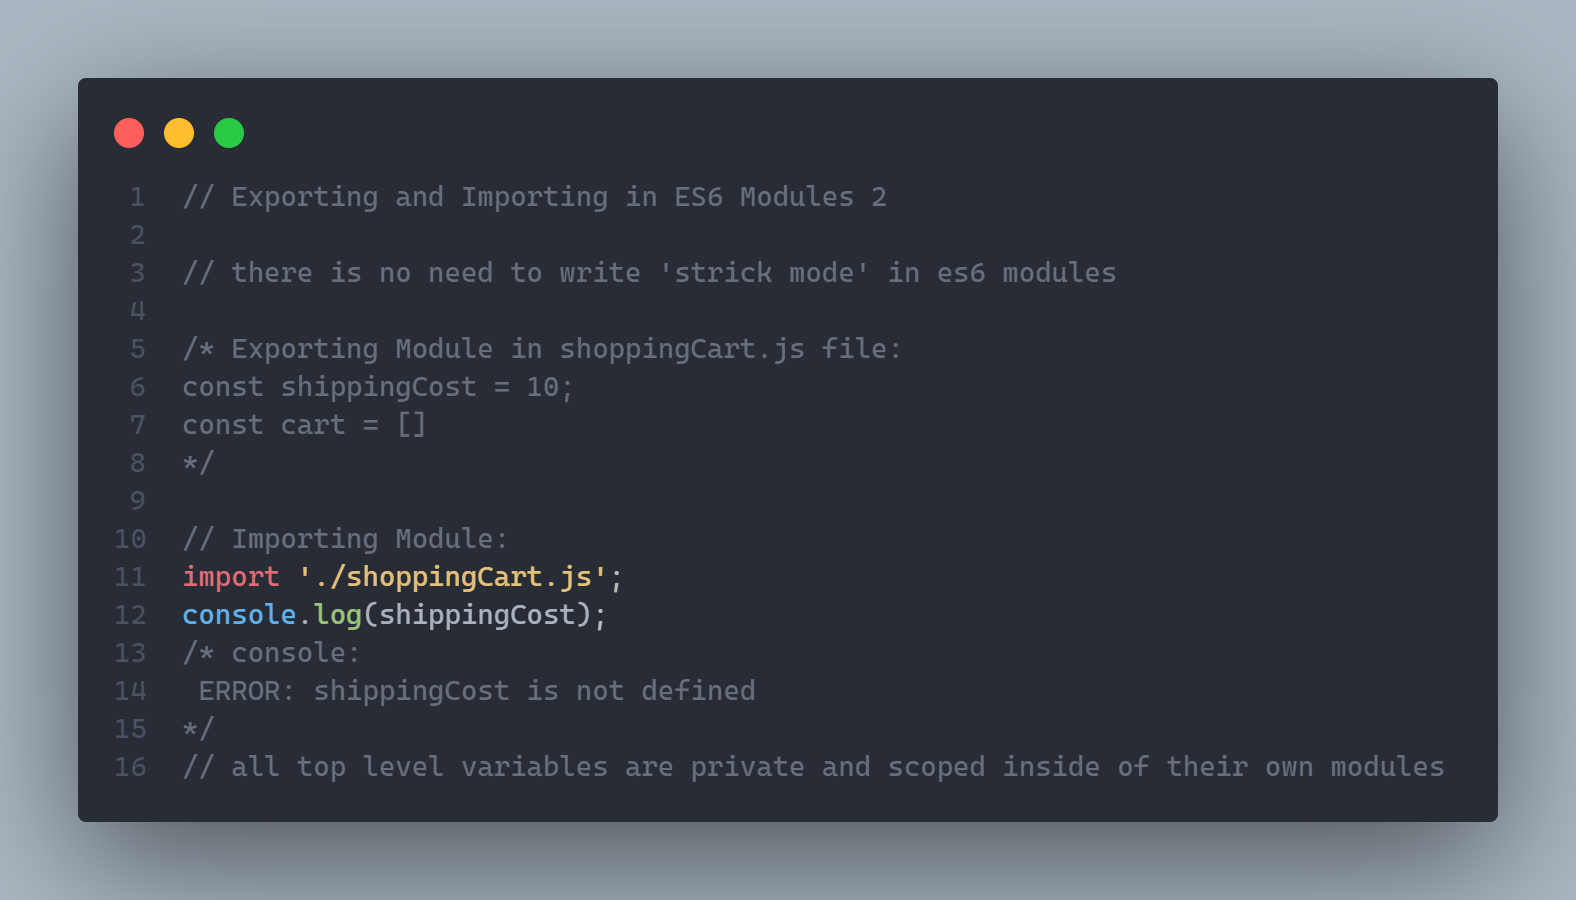 1 // Exporting and Importing in ES6 Modules 2
2
3 // there is no need to write 'strick mode' in es6 modules
4
5 /* Exporting Module in shoppingCart.js file:
6 const shippingCost = 10;
7 const cart = []
8 */
9
10 // Importing Module:
11 import './shoppingCart.js';
12 console.log(shippingCost);
13 /* console:
14  ERROR: shippingCost is not defined
15 */
16 // all top level variables are private and scoped inside of their own modules